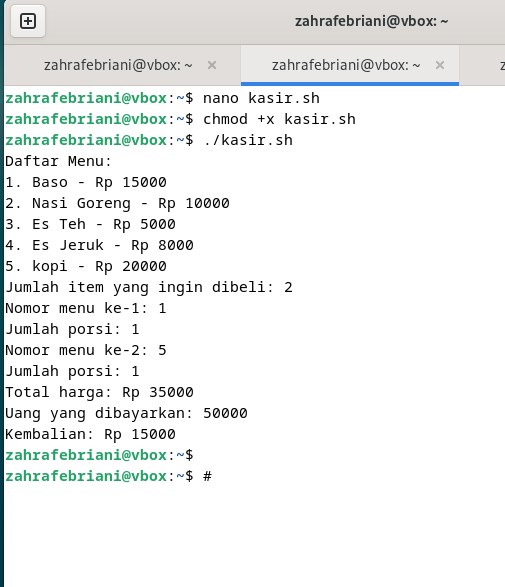 zahrafebriani@vbox: ~
zahrafebriani@vbox: ~ × zahrafebriani@vbox: ~ ×
zahrafebriani@vbox:~$ nano kasir.sh
zahrafebriani@vbox:~$ chmod +x kasir.sh
zahrafebriani@vbox:~$ ./kasir.sh
Daftar Menu:
1. Baso - Rp 15000
2. Nasi Goreng - Rp 10000
3. Es Teh - Rp 5000
4. Es Jeruk - Rp 8000
5. kopi - Rp 20000
Jumlah item yang ingin dibeli: 2
Nomor menu ke-1: 1
Jumlah porsi: 1
Nomor menu ke-2: 5
Jumlah porsi: 1
Total harga: Rp 35000
Uang yang dibayarkan: 50000
Kembalian: Rp 15000
zahrafebriani@vbox:~$
zahrafebriani@vbox:~$ #